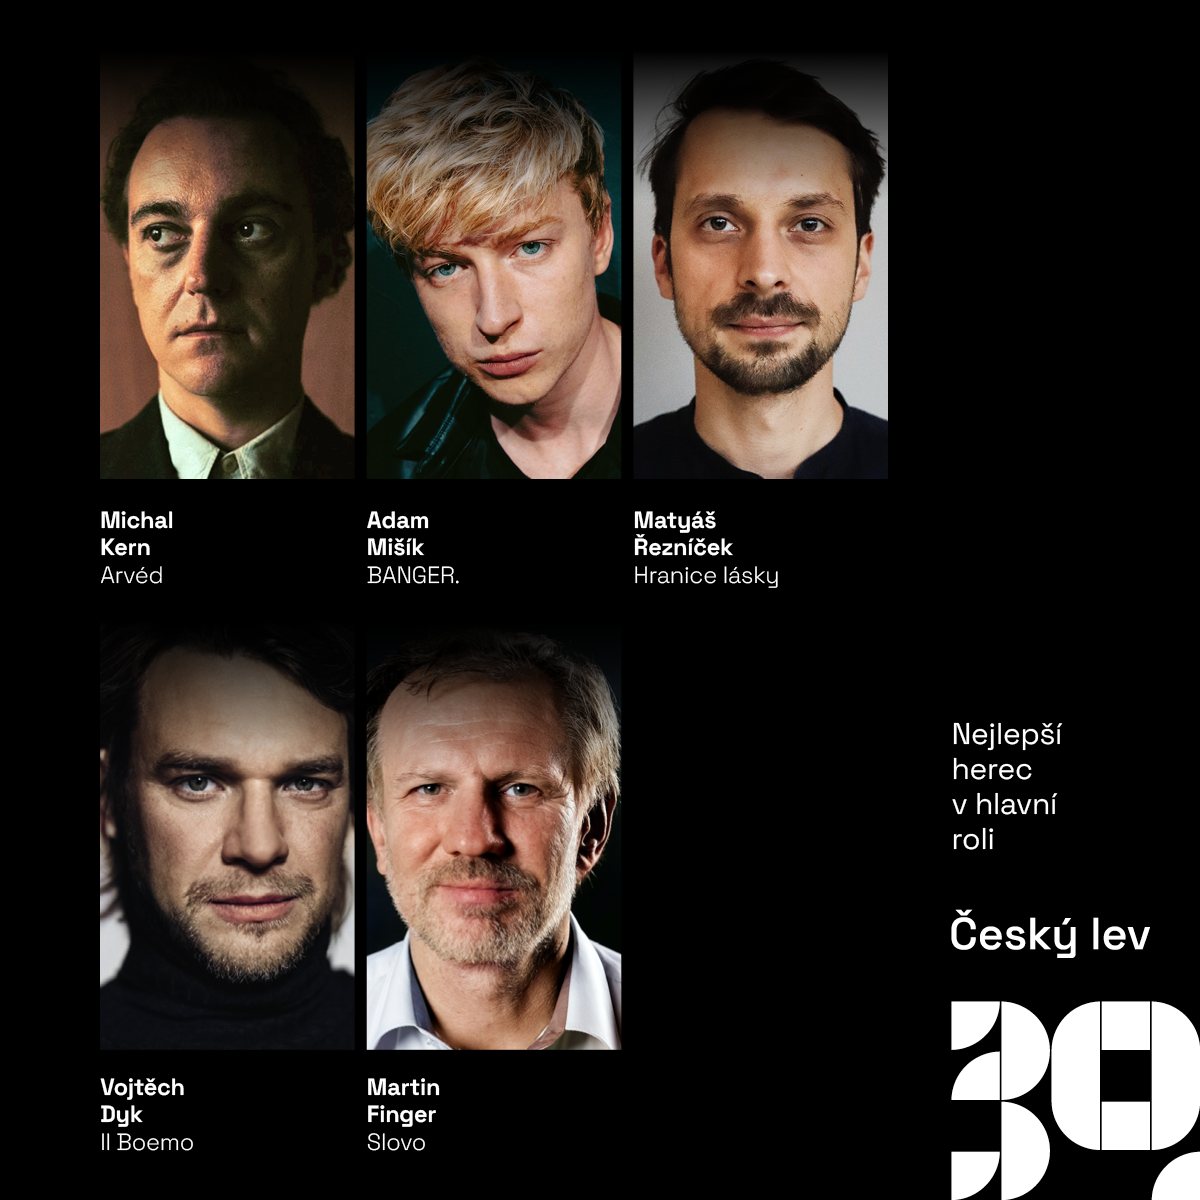 Michal
Kern
Arvéd
Adam
Mišík
BANGER.
Matyáš
Řezníček
Hranice lásky
Vojtěch
Dyk
Il Boemo
Martin
Finger
Slovo
Nejlepší
herec
v hlavní
roli
Český lev
30.